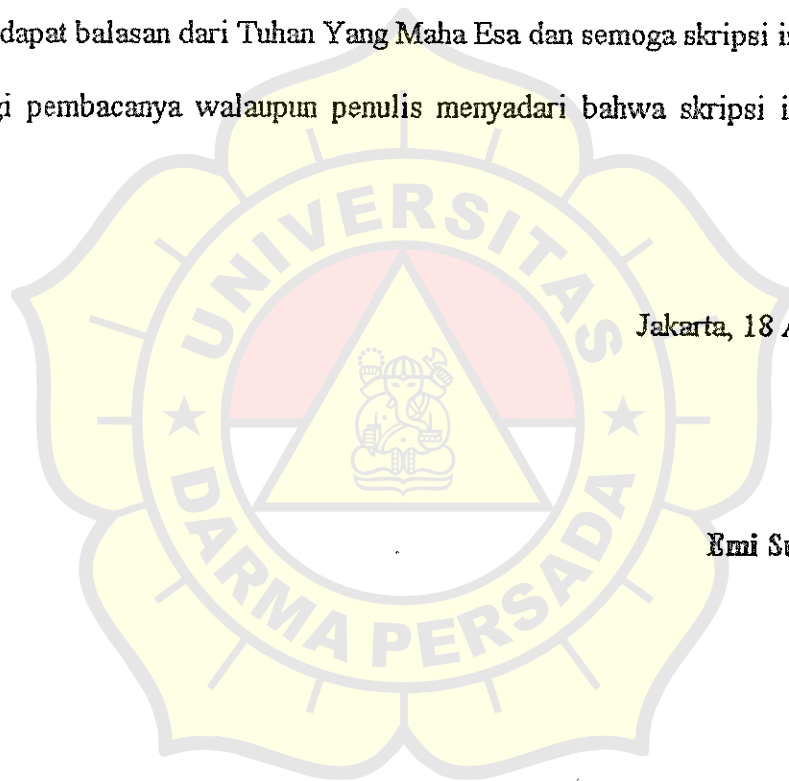 dapat balasan dari Tuhan Yang Maha Esa dan semoga skripsi
pembacanya walaupun penulis menyadari bahwa skripsi
Jakarta, 18
Emi
UNIVERSITAS
DARMA PERSADA